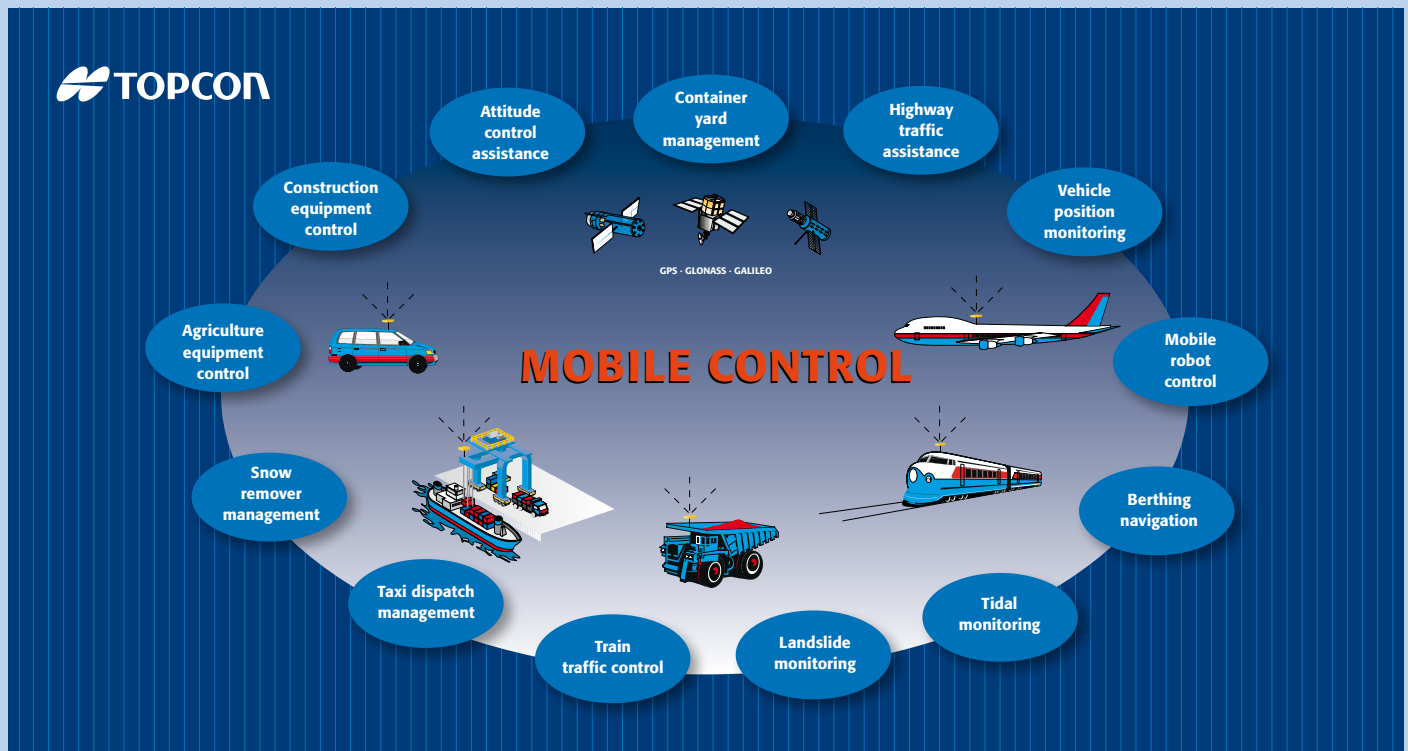 TOPCON
Attitude
control
assistance
Container
yard
management
Highway
traffic
assistance
Construction
equipment
control
Vehicle
position
monitoring
GPS · GLONASS · GALILEO
Agriculture
equipment
control
MOBILE CONTROL
Mobile
robot
control
Snow
remover
management
Berthing
navigation
Taxi dispatch
management
Tidal
monitoring
Train
traffic control
Landslide
monitoring